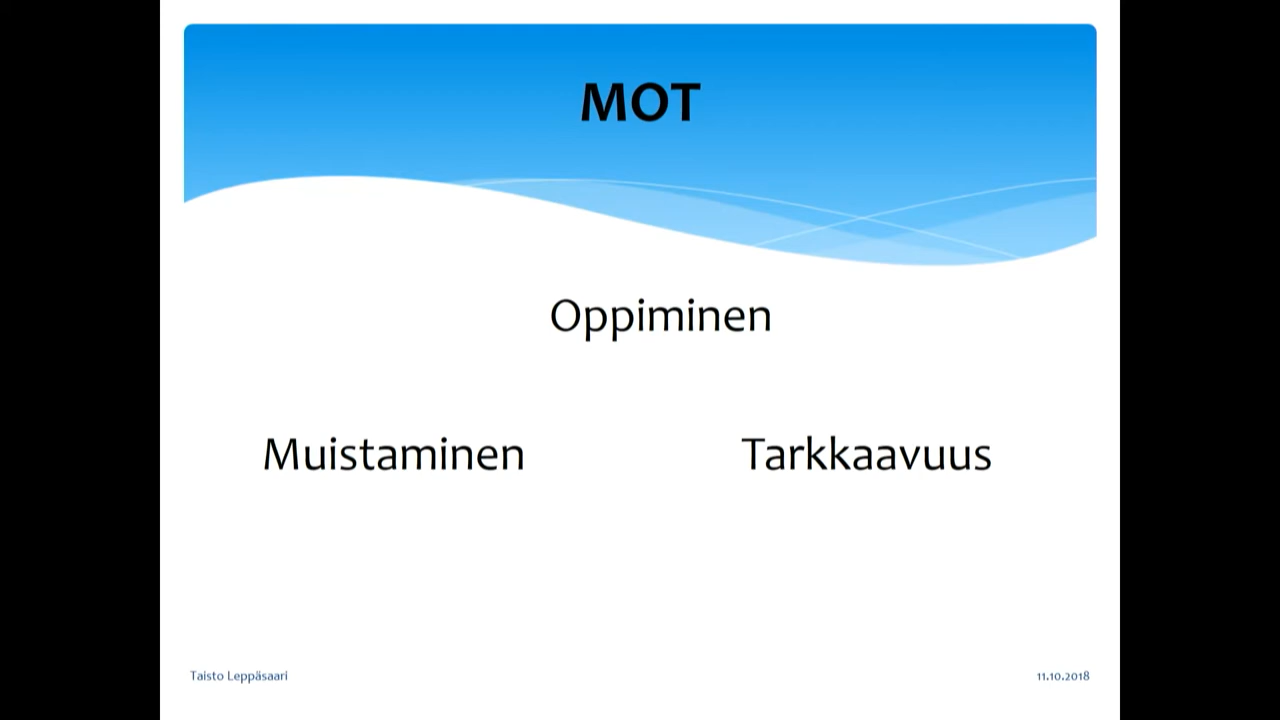 MOT
Oppiminen
Muistaminen
Tarkkaavuus
Taisto Leppäsaari
11.10.2018